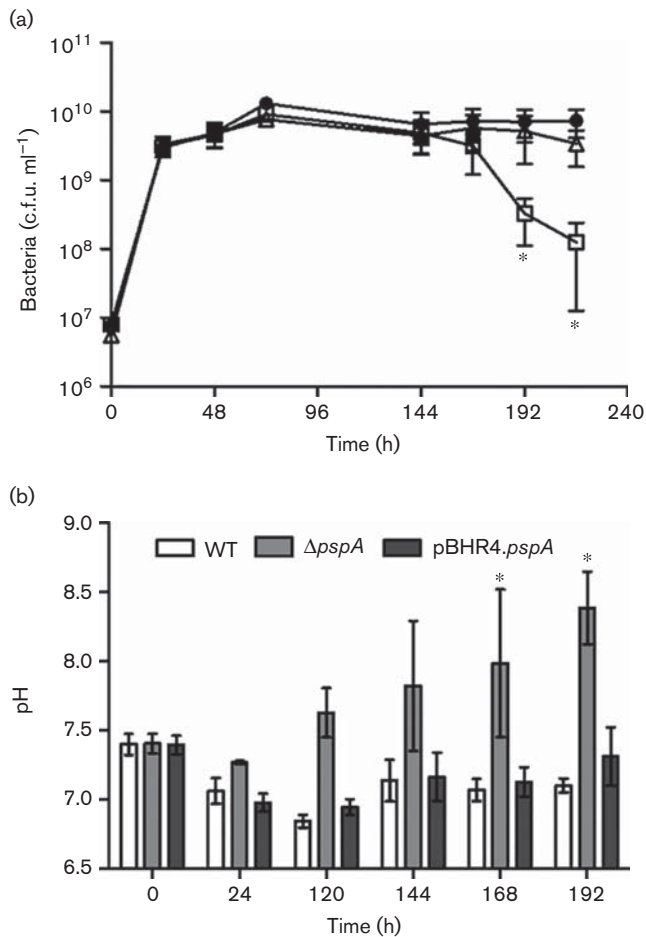 (a)
10¹¹
10¹⁰
10⁹
10⁸
10⁷
10⁶
Bacteria (c.f.u. ml⁻¹)
*
*
0 48 96 144 192 240
Time (h)
(b)
9.0
8.5
8.0
7.5
7.0
6.5
pH
WT ΔpspA pBHR4.pspA
* *
0 24 120 144 168 192
Time (h)